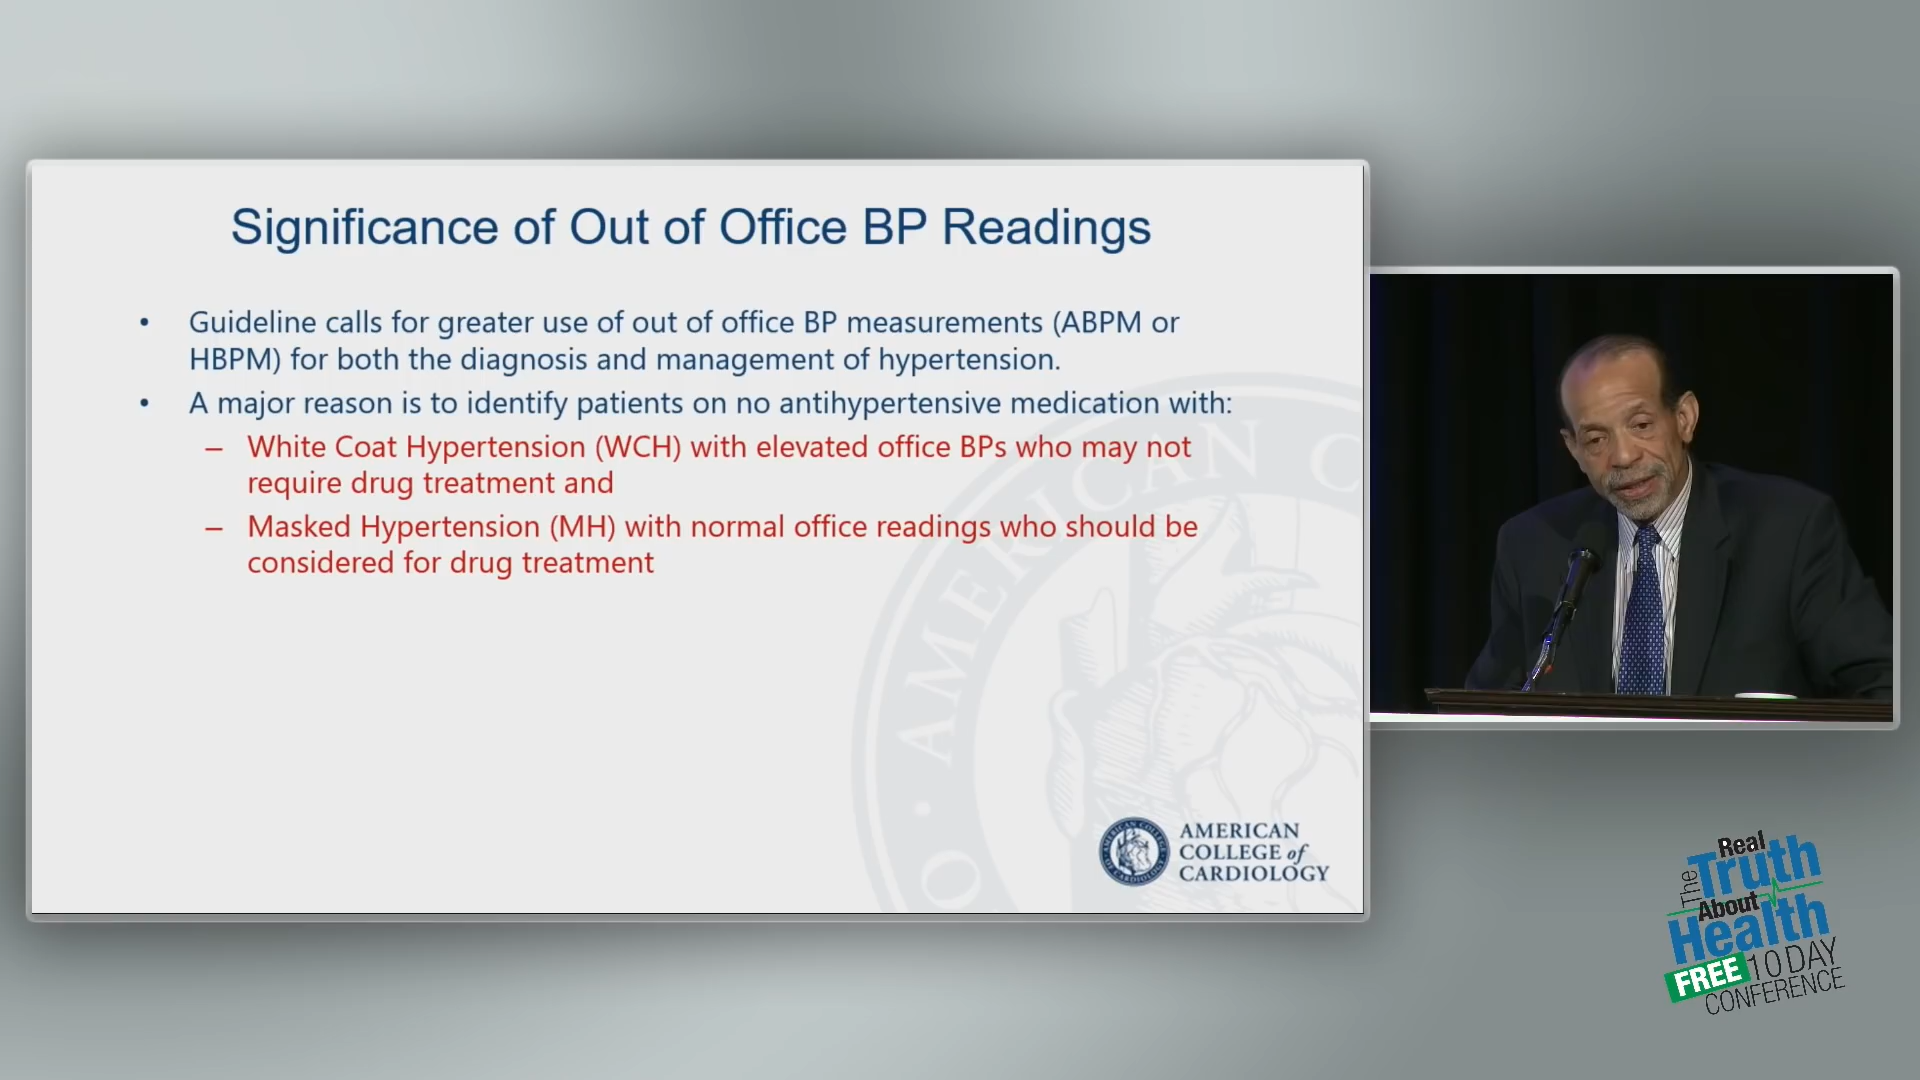 Significance of Out of Office BP Readings
• Guideline calls for greater use of out of office BP measurements (ABPM or
HBPM) for both the diagnosis and management of hypertension.
• A major reason is to identify patients on no antihypertensive medication with:
– White Coat Hypertension (WCH) with elevated office BPs who may not
require drug treatment and
– Masked Hypertension (MH) with normal office readings who should be
considered for drug treatment
AMERICAN C
O
AMERICAN
COLLEGE of
CARDIOLOGY
The Real
Truth
About
Health
FREE 10 DAY
CONFERENCE